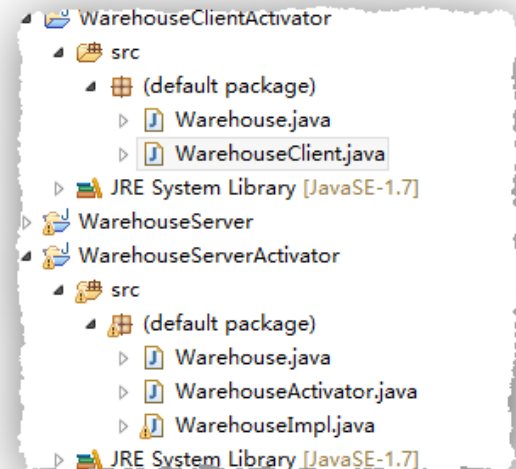 WarehouseClientActivator
src
(default package)
Warehouse.java
WarehouseClient.java
JRE System Library [JavaSE-1.7]
WarehouseServer
WarehouseServerActivator
src
(default package)
Warehouse.java
WarehouseActivator.java
WarehouseImpl.java
JRE System Library [JavaSE-1.7]